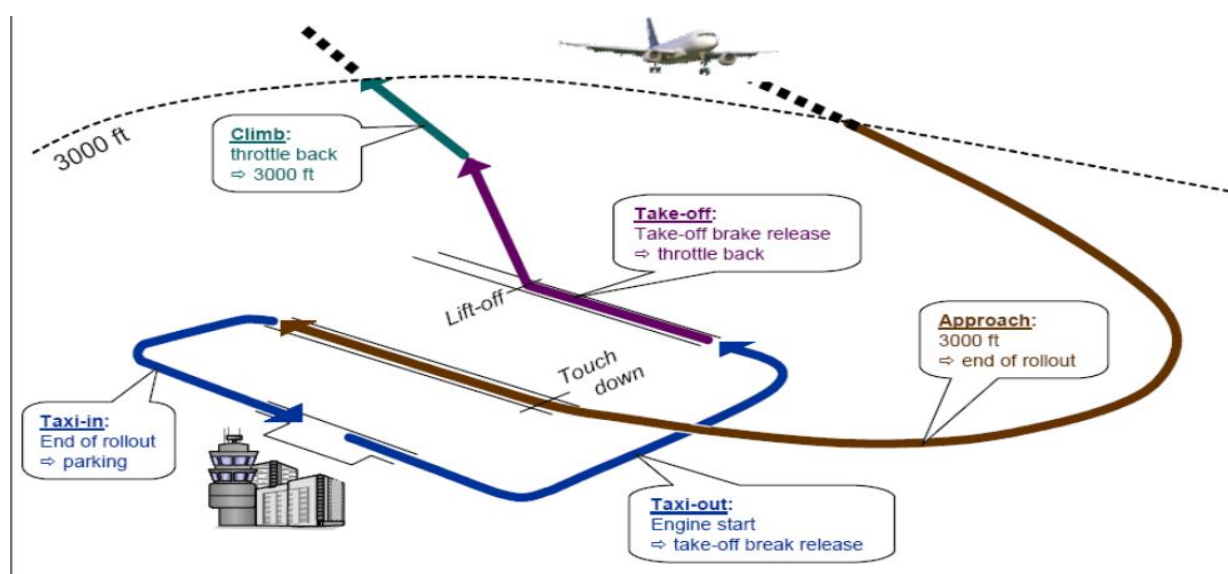 3000 ft
Climb:
throttle back
⇨ 3000 ft
Take-off:
Take-off brake release
⇨ throttle back
Lift-off
Approach:
3000 ft
⇨ end of rollout
Touch
down
Taxi-in:
End of rollout
⇨ parking
Taxi-out:
Engine start
⇨ take-off break release